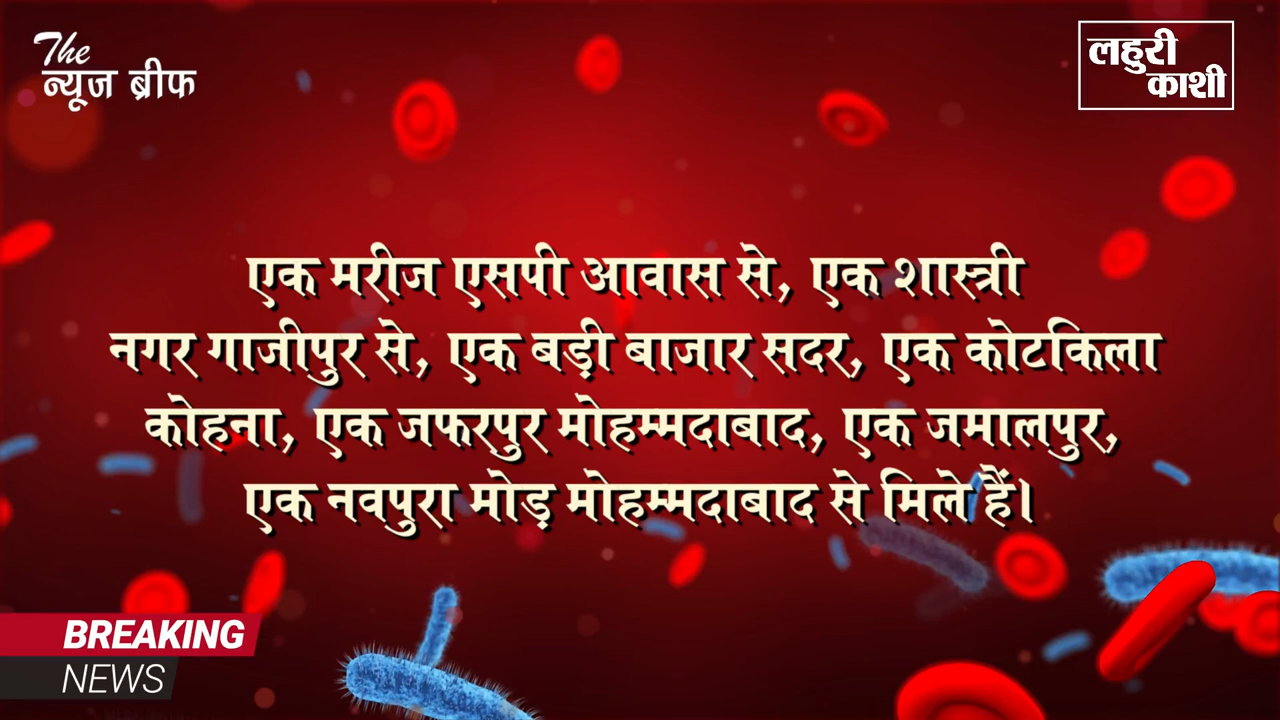 The
न्यूज ब्रीफ
लहुरी
काशी
एक मरीज एसपी आवास से, एक शास्त्री
नगर गाजीपुर से, एक बड़ी बाजार सदर, एक कोटकिला
कोहना, एक जफरपुर मोहम्मदाबाद, एक जमालपुर,
एक नवपुरा मोड़ मोहम्मदाबाद से मिले हैं।
BREAKING
NEWS